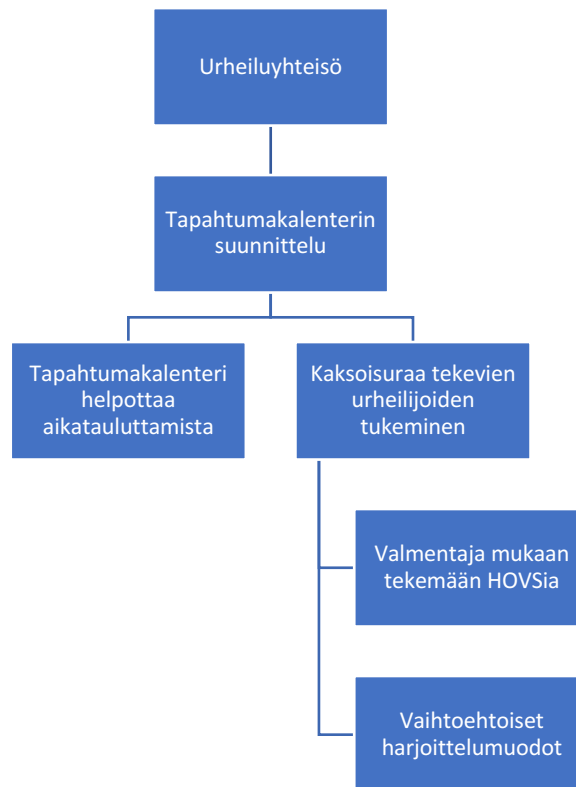 Urheiluyhteisö
Tapahtumakalenterin
suunnittelu
Tapahtumakalenteri
helpottaa
aikatauluttamista
Kaksoisuraa tekevien
urheilijoiden
tukeminen
Valmentaja mukaan
tekemään HOVSia
Vaihtoehtoiset
harjoittelumuodot